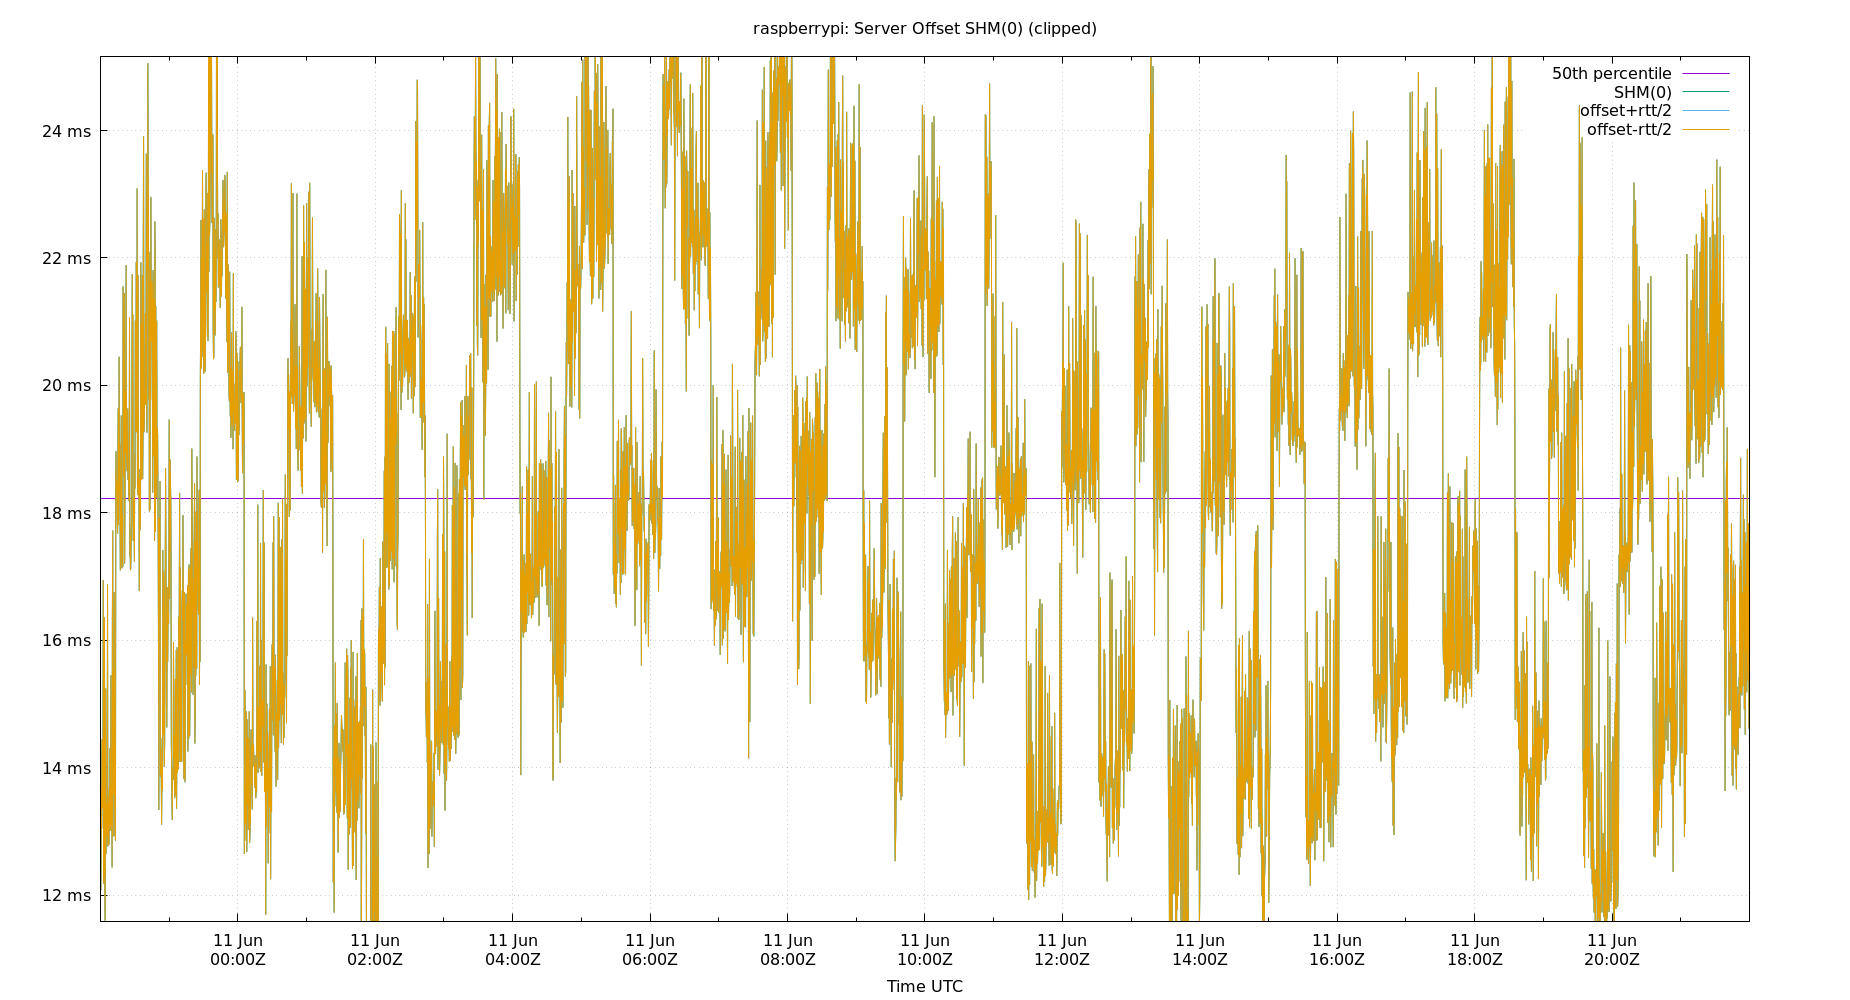 raspberrypi: Server Offset SHM(0) (clipped)
50th percentile
SHM(0)
offset+rtt/2
offset-rtt/2
24 ms
22 ms
20 ms
18 ms
16 ms
14 ms
12 ms
11 Jun 11 Jun 11 Jun 11 Jun 11 Jun 11 Jun 11 Jun 11 Jun 11 Jun 11 Jun 11 Jun
00:00Z 02:00Z 04:00Z 06:00Z 08:00Z 10:00Z 12:00Z 14:00Z 16:00Z 18:00Z 20:00Z
Time UTC